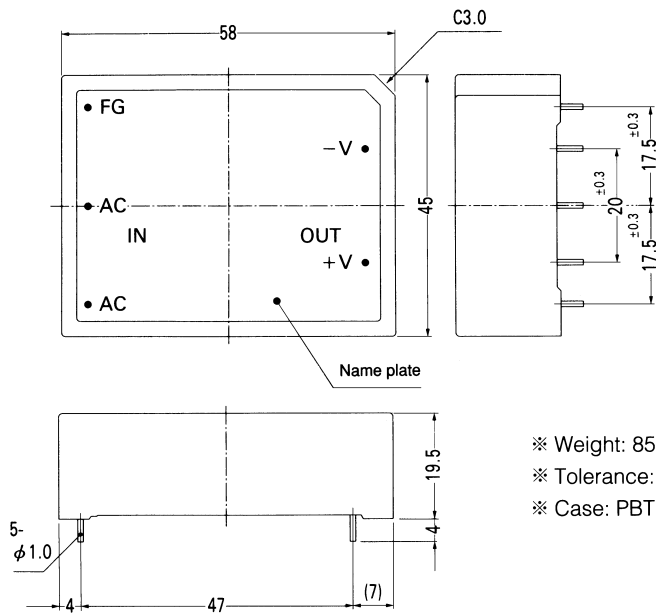 58
C3.0
FG
−V
AC
IN
OUT
+V
AC
45
Name plate
17.5 ±0.3
20 ±0.3
17.5 ±0.3
19.5
4
5-
φ1.0
4
47
(7)
※ Weight: 85
※ Tolerance:
※ Case: PBT